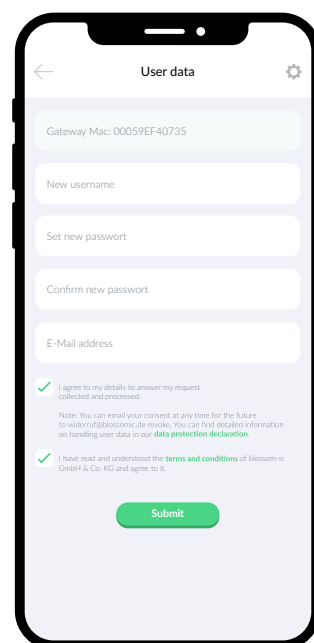 User data
Gateway Mac: 00059EF40735
New username
Set new passwort
Confirm new passwort
E-Mail address
I agree to my details to answer my request
collected and processed.
Note: You can email your consent at any time for the future
to widerruf@blossomic.de revoke. You can find detailed information
on handling user data in our data protection declaration.
I have read and understood the terms and conditions of blossom-ic
GmbH & Co. KG and agree to it.
Submit